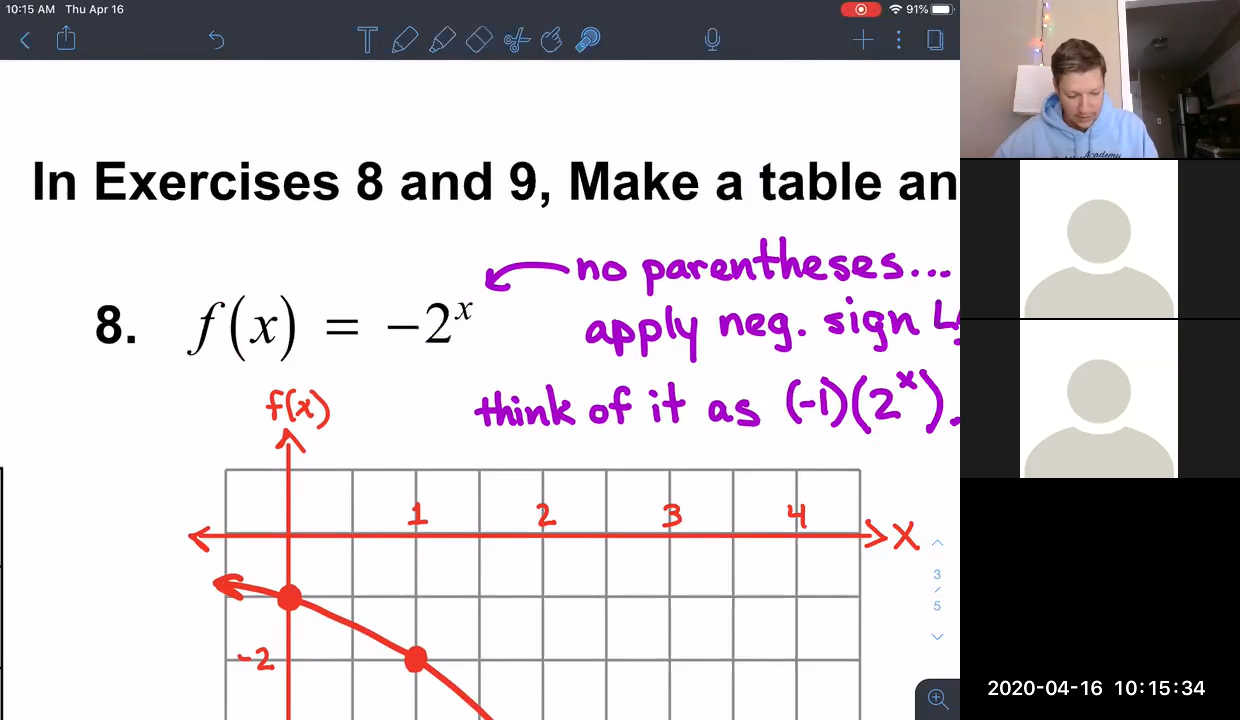 10:15 AM Thu Apr 16
91%
In Exercises 8 and 9, Make a table an
no parentheses...
apply neg. sign
8. f(x) = −2^x
think of it as (-1)(2^x).
f(x)
1 2 3 4
X
-2
3
/
5
Academy
2020-04-16 10:15:34